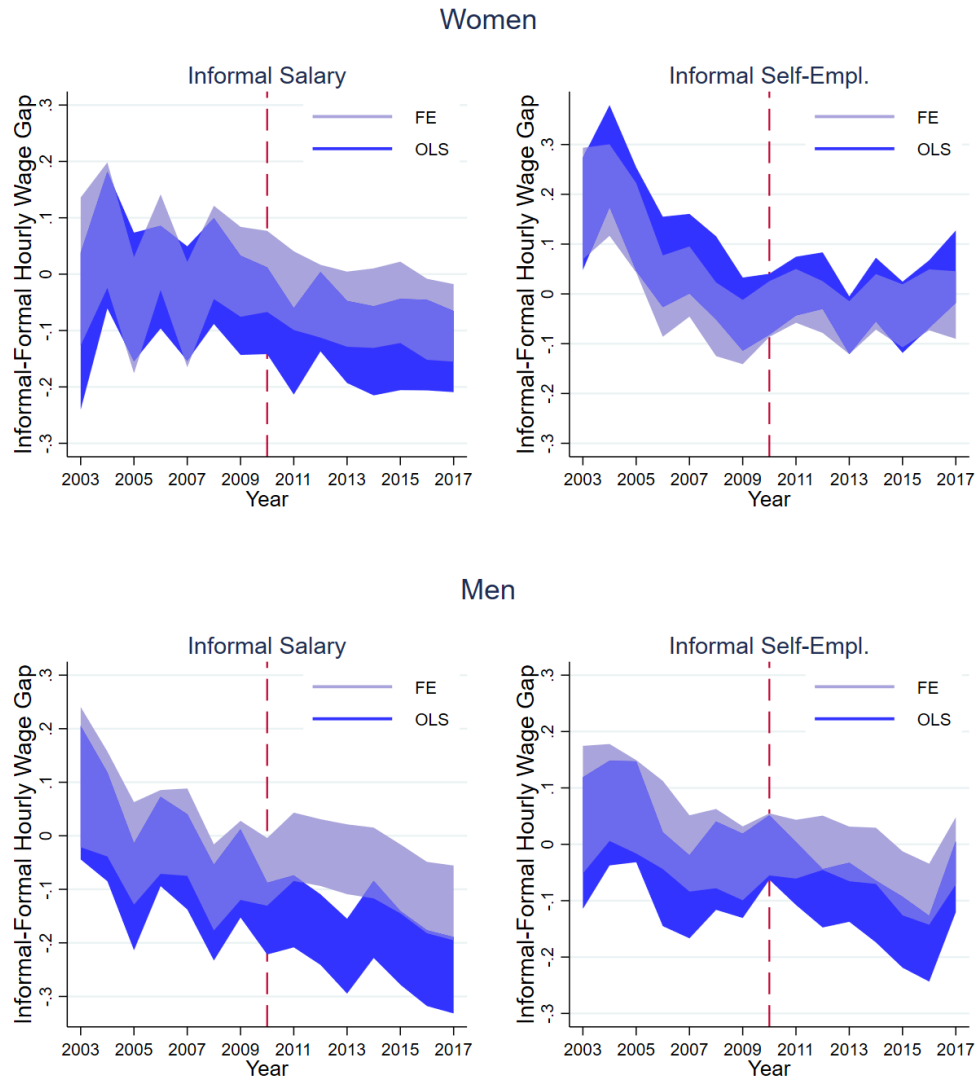 Women
Informal Salary
Informal-Formal Hourly Wage Gap
.3
.2
.1
0
-.1
-.2
-.3
FE
OLS
2003 2005 2007 2009 2011 2013 2015 2017
Year
Informal Self-Empl.
Informal-Formal Hourly Wage Gap
.3
.2
.1
0
-.1
-.2
-.3
FE
OLS
2003 2005 2007 2009 2011 2013 2015 2017
Year
Men
Informal Salary
Informal-Formal Hourly Wage Gap
.3
.2
.1
0
-.1
-.2
-.3
FE
OLS
2003 2005 2007 2009 2011 2013 2015 2017
Year
Informal Self-Empl.
Informal-Formal Hourly Wage Gap
.3
.2
.1
0
-.1
-.2
-.3
FE
OLS
2003 2005 2007 2009 2011 2013 2015 2017
Year